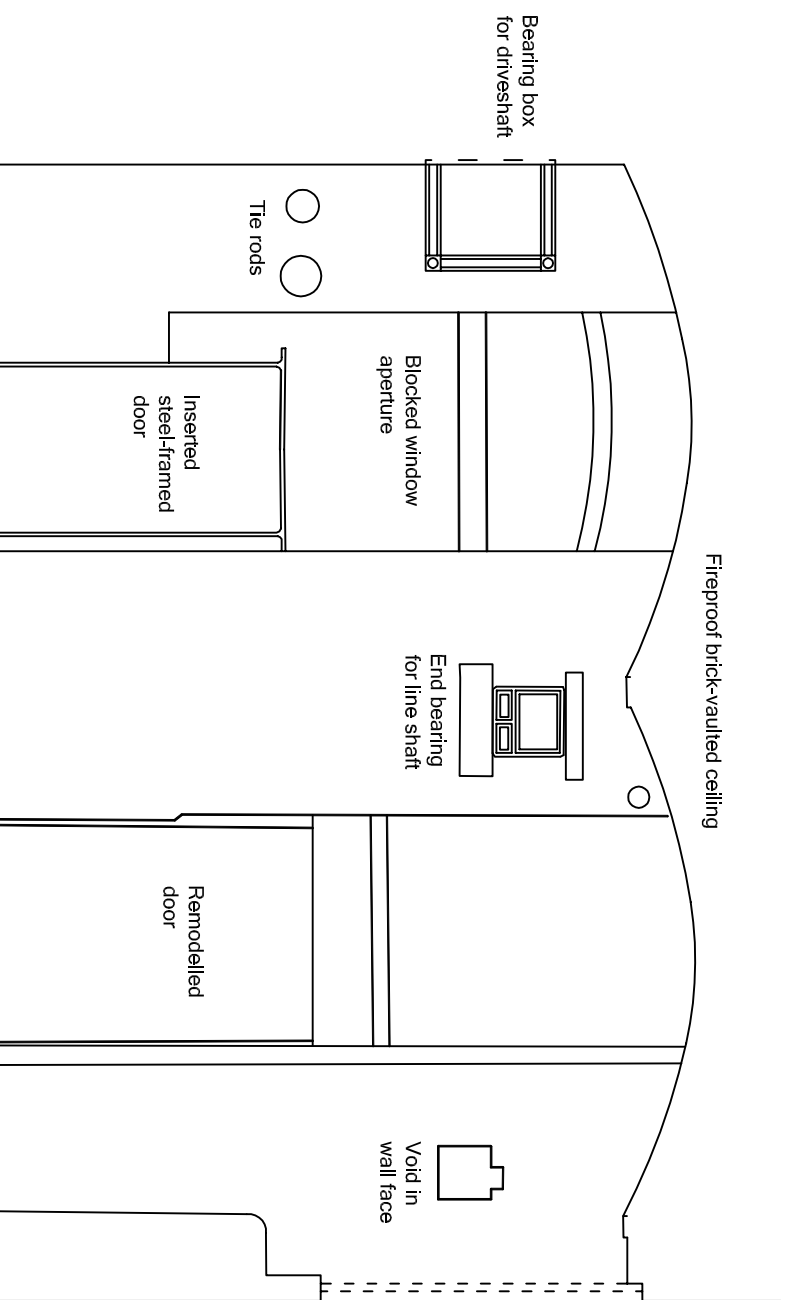 Fireproof brick-vaulted ceiling
Bearing box
for driveshaft
Tie rods
Blocked window
aperture
Inserted
steel-framed
door
End bearing
for line shaft
Remodelled
door
Void in
wall face